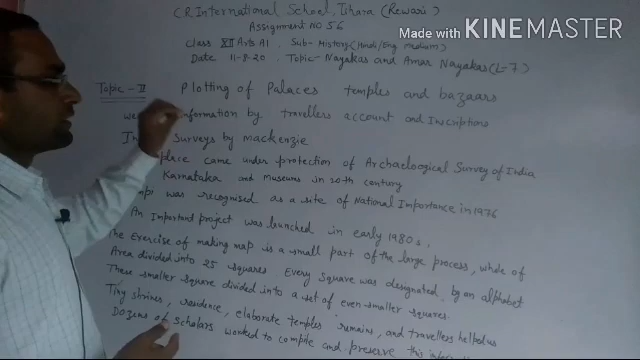 Made with KINEMASTER
C.R International School, Ithara (Rewari)
Assignment NO 56
Class XII Arts A1 Sub- History (Hindi/Eng medium)
Date 11-8-20 Topic- Nayakas and Amar Nayakas (L-7)
Topic - II Plotting of Palaces temples and bazaars
We information by travellers account and Inscriptions
In Surveys by Mackenzie
place came under protection of Archaeological Survey of India
Karnataka and Museums in 20th century
was recognised as a site of National Importance in 1976
An Important project was launched in early 1980s,
The Exercise of making map is a small part of the large process, whole of
Area divided into 25 squares Every square was designated by an alphabet
These smaller square divided into a set of even smaller squares.
Tiny shrines, residence, elaborate temples remains, and travellers helped us
Dozens of scholars worked to compile and preserve this